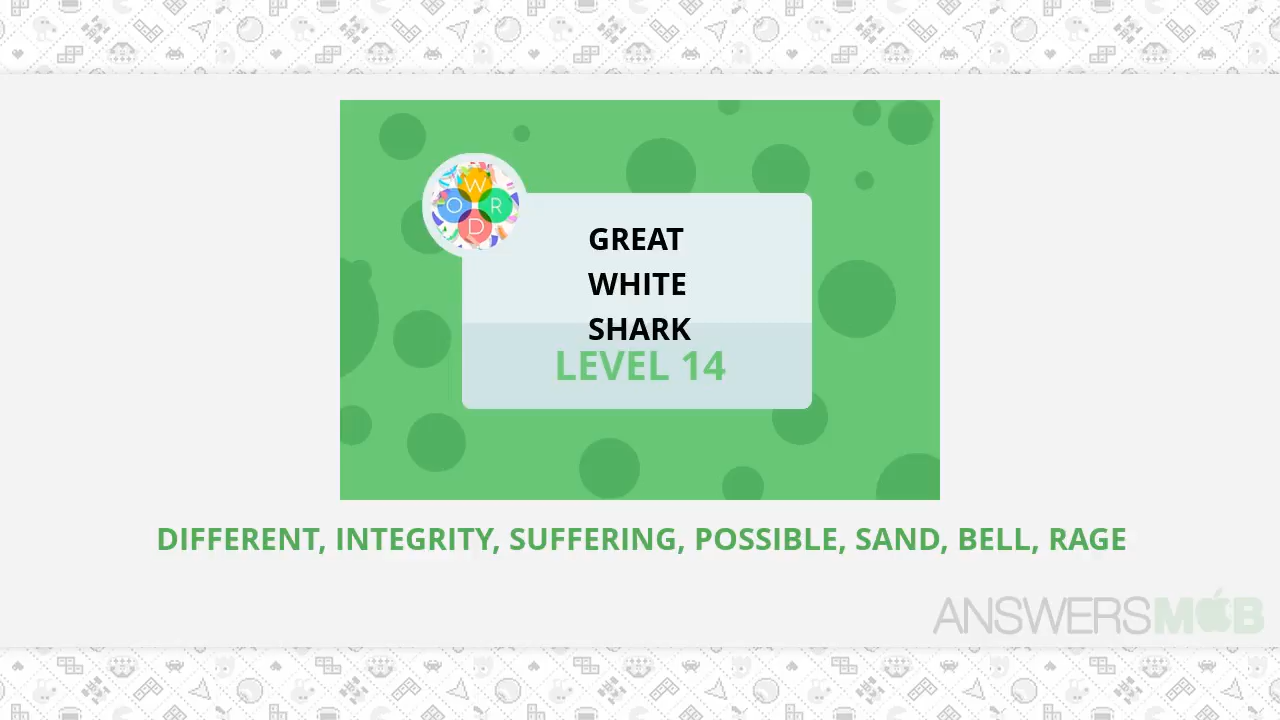 W
O R
D
GREAT
WHITE
SHARK
LEVEL 14
DIFFERENT, INTEGRITY, SUFFERING, POSSIBLE, SAND, BELL, RAGE
ANSWERSMOB